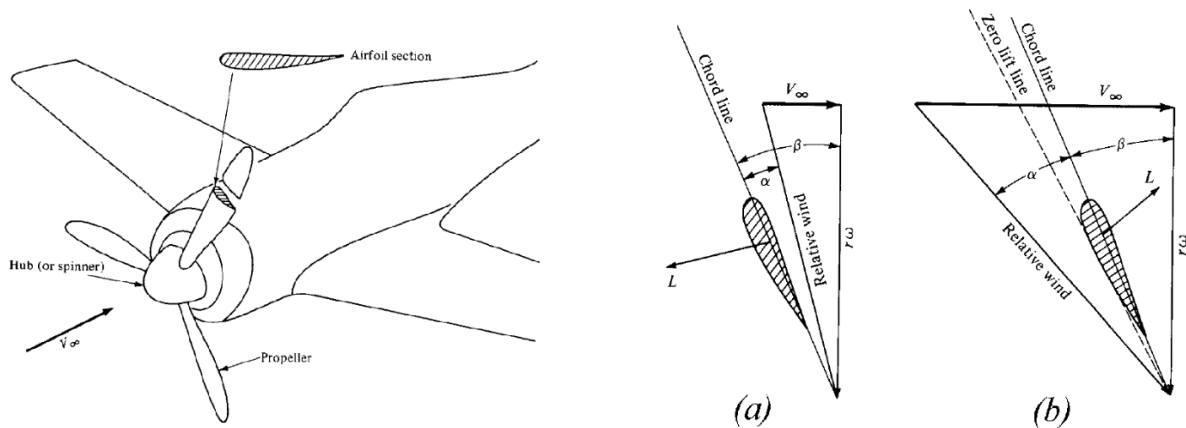 Airfoil section
Hub (or spinner)
V∞
Propeller
Chord line
V∞
β
α
Relative wind
rω
L
(a)
Zero lift line
Chord line
V∞
β
α
L
Relative wind
rω
(b)